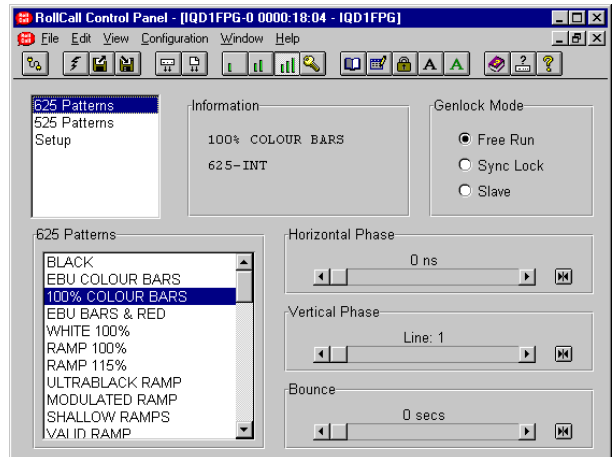 RollCall Control Panel - [IQD1FPG-0 0000:18:04 - IQD1FPG]
File Edit View Configuration Window Help
A A
625 Patterns
525 Patterns
Setup
Information
100% COLOUR BARS
625-INT
Genlock Mode
Free Run
Sync Lock
Slave
625 Patterns
BLACK
EBU COLOUR BARS
100% COLOUR BARS
EBU BARS & RED
WHITE 100%
RAMP 100%
RAMP 115%
ULTRABLACK RAMP
MODULATED RAMP
SHALLOW RAMPS
VALID RAMP
Horizontal Phase
0 ns
Vertical Phase
Line: 1
Bounce
0 secs